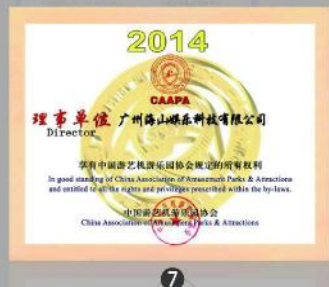 2014
CAAPA
理事单位 广州海山娱乐科技有限公司
Director
享有中国游艺机游乐园协会规定的所有权利
In good standing of China Association of Amusement Parks & Attractions
and entitled to all the rights and privileges prescribed within the by-laws.
中国游艺机游乐园协会
China Association of Amusement Parks & Attractions
7